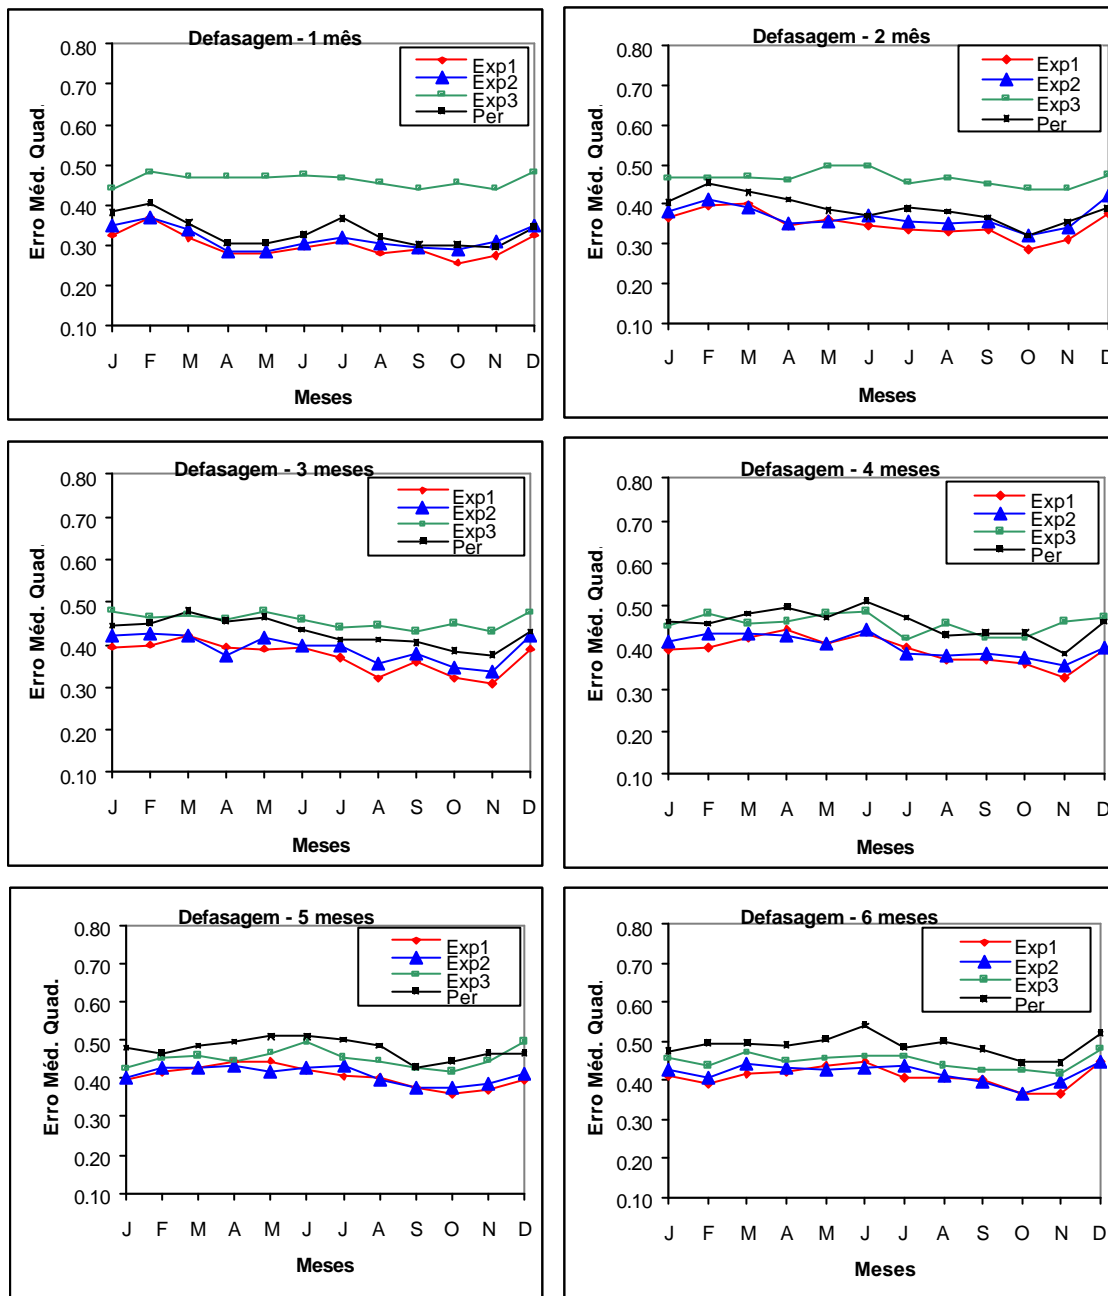 Defasagem - 1 mês
Exp1
Exp2
Exp3
Per
Erro Méd. Quad.
0.80
0.70
0.60
0.50
0.40
0.30
0.20
0.10
J F M A M J J A S O N D
Meses
Defasagem - 2 mês
Exp1
Exp2
Exp3
Per
Erro Méd. Quad.
0.80
0.70
0.60
0.50
0.40
0.30
0.20
0.10
J F M A M J J A S O N D
Meses
Defasagem - 3 meses
Exp1
Exp2
Exp3
Per
Erro Méd. Quad.
0.80
0.70
0.60
0.50
0.40
0.30
0.20
0.10
J F M A M J J A S O N D
Meses
Defasagem - 4 meses
Exp1
Exp2
Exp3
Per
Erro Méd. Quad.
0.80
0.70
0.60
0.50
0.40
0.30
0.20
0.10
J F M A M J J A S O N D
Meses
Defasagem - 5 meses
Exp1
Exp2
Exp3
Per
Erro Méd. Quad.
0.80
0.70
0.60
0.50
0.40
0.30
0.20
0.10
J F M A M J J A S O N D
Meses
Defasagem - 6 meses
Exp1
Exp2
Exp3
Per
Erro Méd. Quad.
0.80
0.70
0.60
0.50
0.40
0.30
0.20
0.10
J F M A M J J A S O N D
Meses